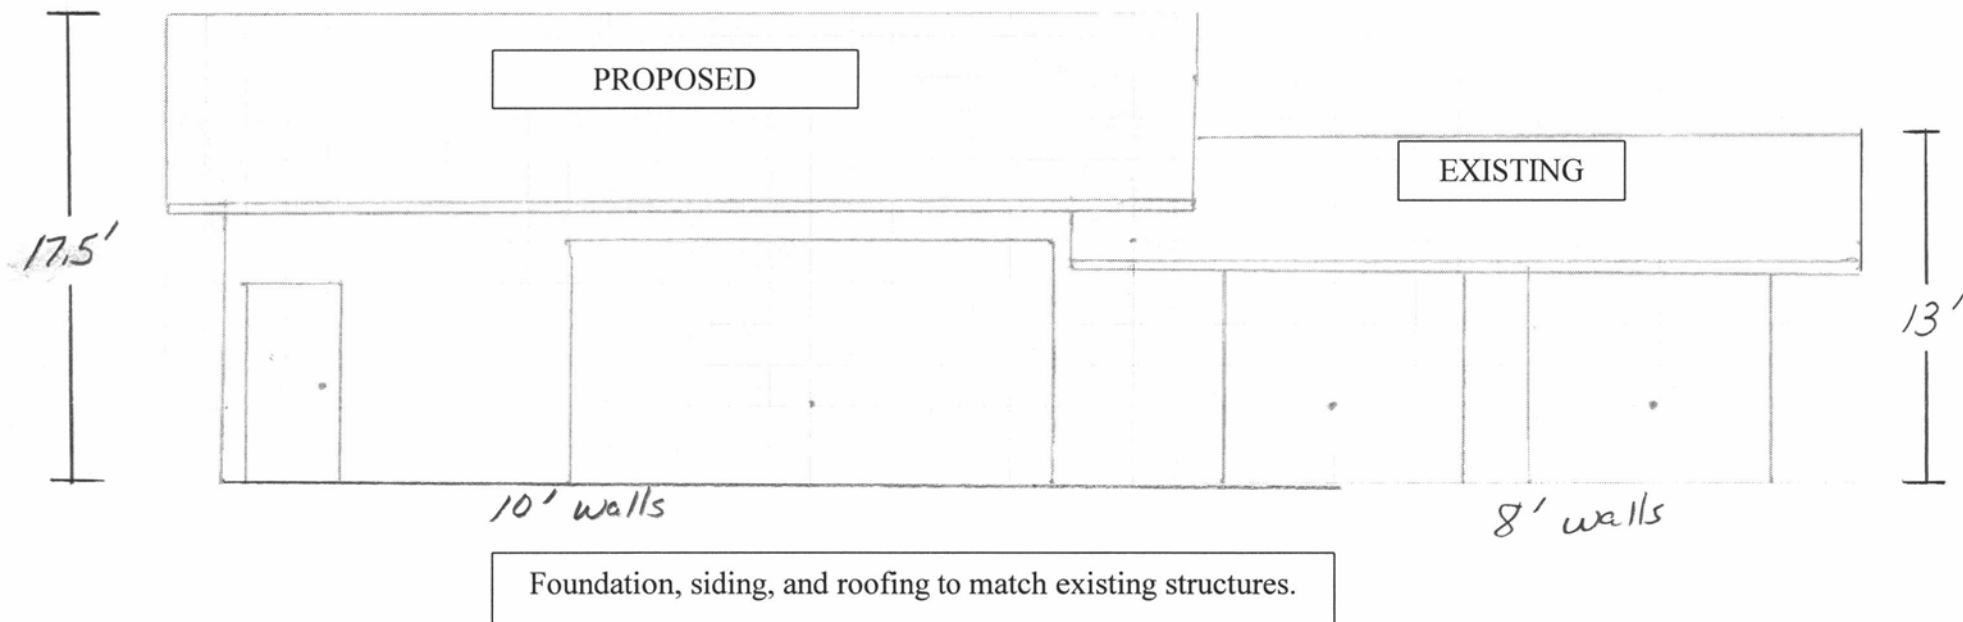 PROPOSED
EXISTING
17.5'
13'
10' walls
8' walls
Foundation, siding, and roofing to match existing structures.